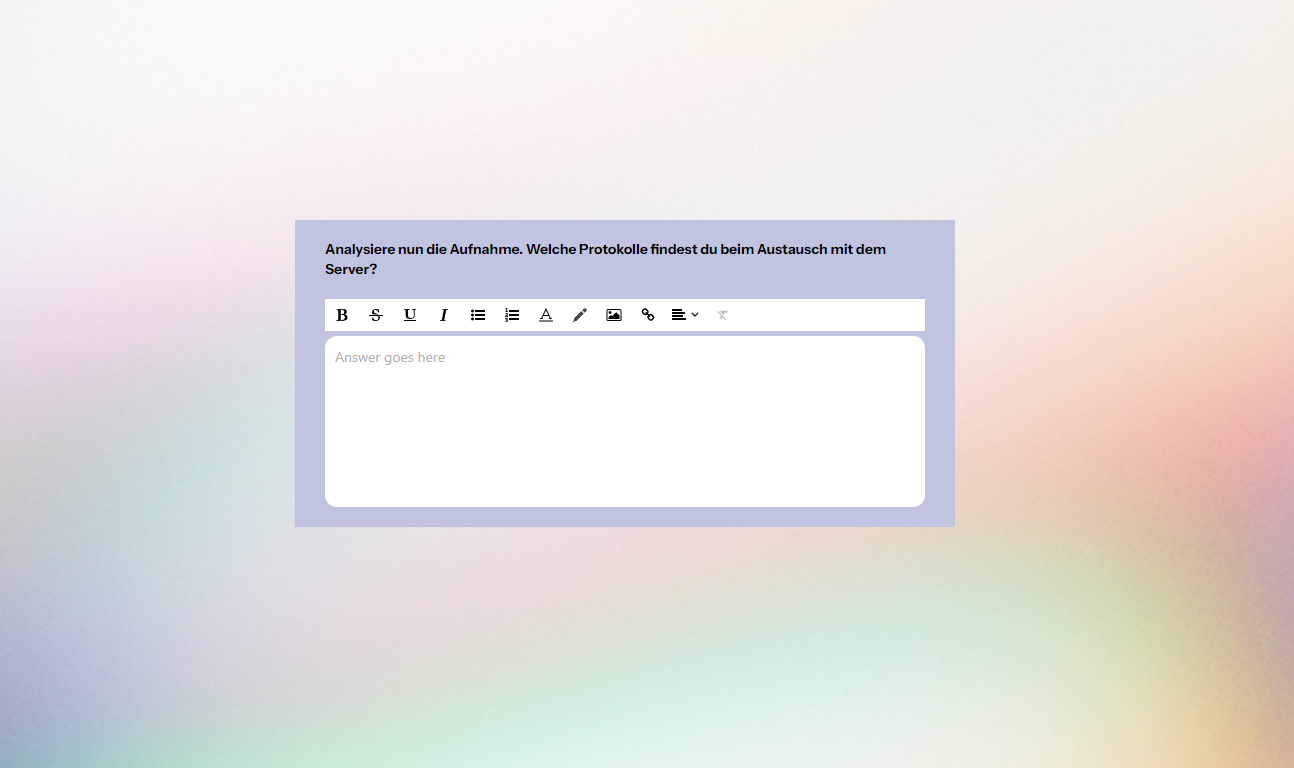 Analysiere nun die Aufnahme. Welche Protokolle findest du beim Austausch mit dem
Server?
B S U I A
Answer goes here